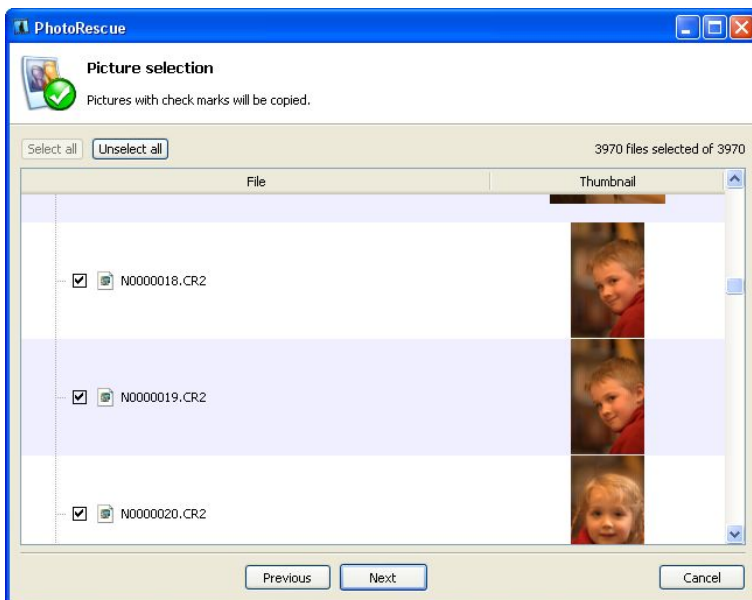 PhotoRescue
Picture selection
Pictures with check marks will be copied.
Select all Unselect all 3970 files selected of 3970
File Thumbnail
N0000018.CR2
N0000019.CR2
N0000020.CR2
Previous Next Cancel